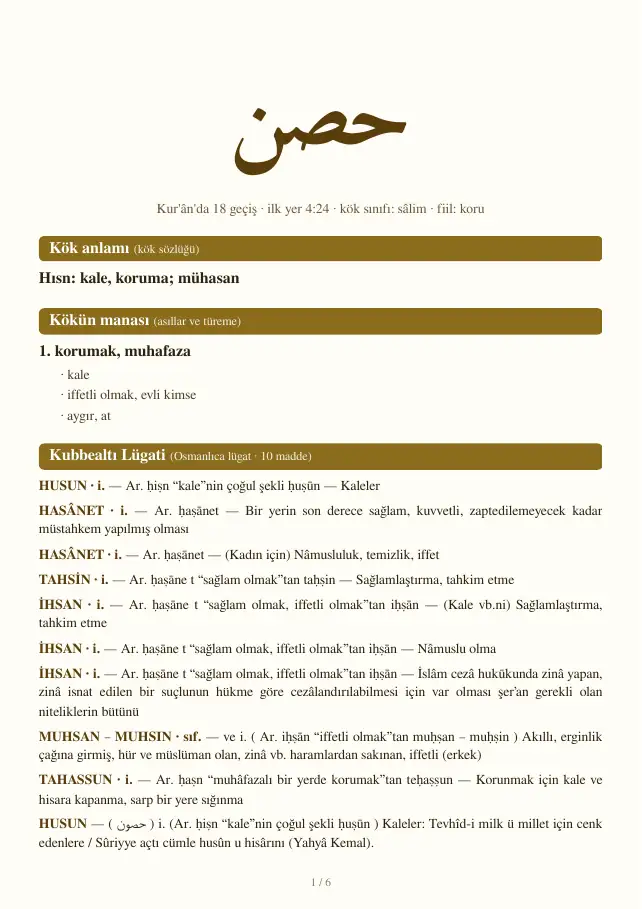 حصن
Kur'ân'da 18 geçiş · ilk yer 4:24 · kök sınıfı: sâlim · fiil: koru
Kök anlamı (kök sözlüğü)
Hısn: kale, koruma; mühasan
Kökün manası (asıllar ve türeme)
1. korumak, muhafaza
· kale
· iffetli olmak, evli kimse
· aygır, at
Kubbealtı Lügati (Osmanlıca lügat · 10 madde)
HUSUN · i. — Ar. ḥiṣn “kale”nin çoğul şekli ḥuṣūn — Kaleler
HASÂNET · i. — Ar. ḥaṣānet — Bir yerin son derece sağlam, kuvvetli, zaptedilemeyecek kadar
müstahkem yapılmış olması
HASÂNET · i. — Ar. ḥaṣānet — (Kadın için) Nâmusluluk, temizlik, iffet
TAHSİN · i. — Ar. ḥaṣāne t “sağlam olmak”tan taḥṣin — Sağlamlaştırma, tahkim etme
İHSAN · i. — Ar. ḥaṣāne t “sağlam olmak, iffetli olmak”tan iḥṣān — (Kale vb.ni) Sağlamlaştırma,
tahkim etme
İHSAN · i. — Ar. ḥaṣāne t “sağlam olmak, iffetli olmak”tan iḥṣān — Nâmuslu olma
İHSAN · i. — Ar. ḥaṣāne t “sağlam olmak, iffetli olmak”tan iḥṣān — İslâm cezâ hukūkunda zinâ yapan,
zinâ isnat edilen bir suçlunun hükme göre cezâlandırılabilmesi için var olması şer’an gerekli olan
niteliklerin bütünü
MUHSAN – MUHSIN · sıf. — ve i. ( Ar. iḥṣān “iffetli olmak”tan muḥṣan – muḥṣin ) Akıllı, erginlik
çağına girmiş, hür ve müslüman olan, zinâ vb. haramlardan sakınan, iffetli (erkek)
TAHASSUN · i. — Ar. ḥaṣn “muhâfazalı bir yerde korumak”tan teḥaṣṣun — Korunmak için kale ve
hisara kapanma, sarp bir yere sığınma
HUSUN — ( حصون ) i. (Ar. ḥiṣn “kale”nin çoğul şekli ḥuṣūn ) Kaleler: Tevhîd-i milk ü millet için cenk
edenlere / Sûriyye açtı cümle husûn u hisârını (Yahyâ Kemal).
1 / 6